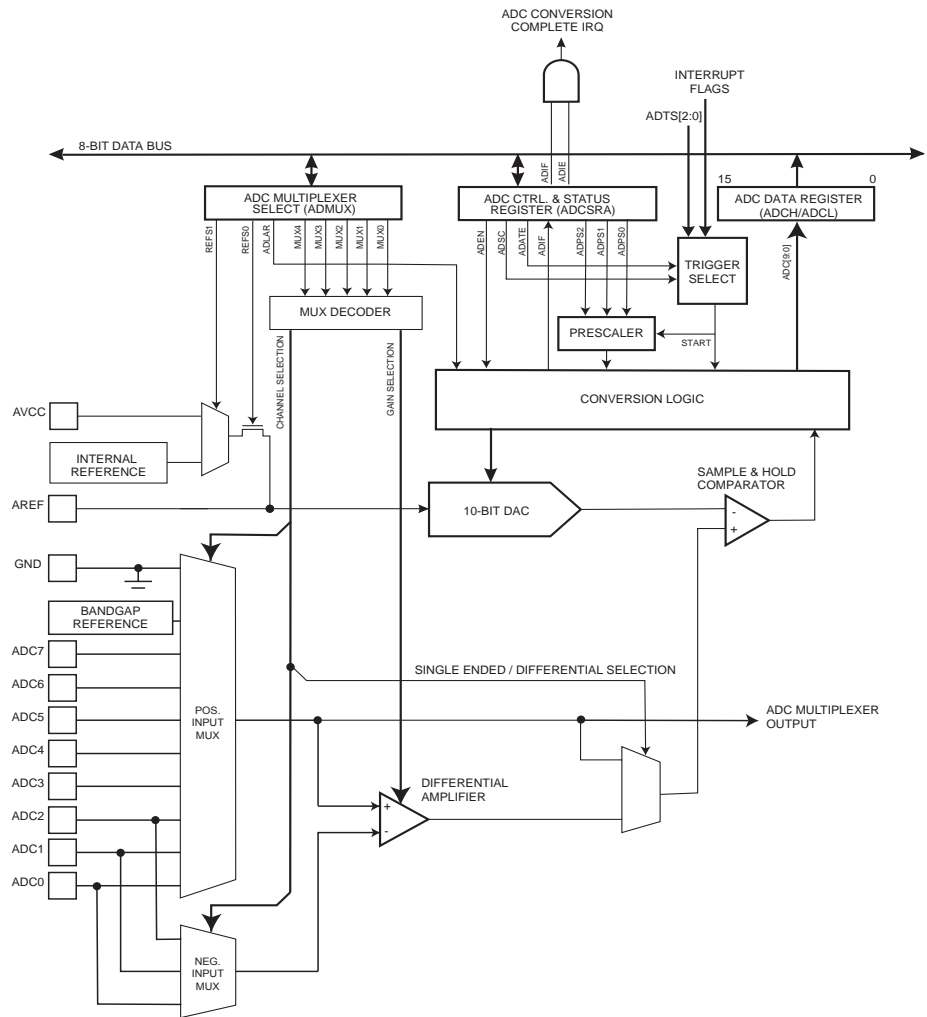 ADC CONVERSION
COMPLETE IRQ
INTERRUPT
FLAGS
ADTS[2:0]
8-BIT DATA BUS
ADIF
ADIE
15
0
ADC MULTIPLEXER
SELECT (ADMUX)
ADC CTRL. & STATUS
REGISTER (ADCSRA)
ADC DATA REGISTER
(ADCH/ADCL)
REFS1
REFS0
ADLAR
MUX4
MUX3
MUX2
MUX1
MUX0
ADEN
ADSC
ADATE
ADIF
ADPS2
ADPS1
ADPS0
ADC[9:0]
TRIGGER
SELECT
MUX DECODER
PRESCALER
START
CHANNEL SELECTION
GAIN SELECTION
CONVERSION LOGIC
AVCC
INTERNAL
REFERENCE
SAMPLE & HOLD
COMPARATOR
AREF
10-BIT DAC
-
+
GND
BANDGAP
REFERENCE
ADC7
SINGLE ENDED / DIFFERENTIAL SELECTION
ADC6
ADC5
POS.
INPUT
MUX
ADC MULTIPLEXER
OUTPUT
ADC4
ADC3
DIFFERENTIAL
AMPLIFIER
+
-
ADC2
ADC1
ADC0
NEG.
INPUT
MUX